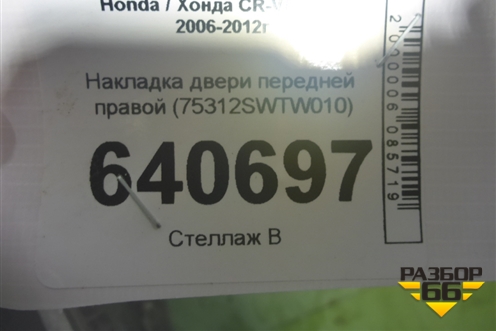 Honda / Хонда CR-V
2006-2012г
Накладка двери передней
правой (75312SWTW010)
640697
Стеллаж В
РАЗБОР
66